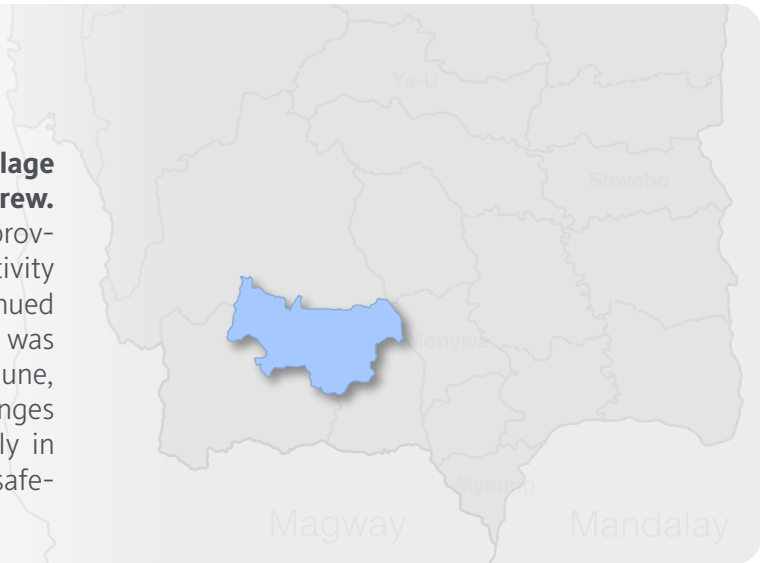 lage
rew.
prov-
tivity
nued
was
une,
nges
ly in
safe-
Ye-U
Shwebo
Monywa
Myaung
Magway
Mandalay